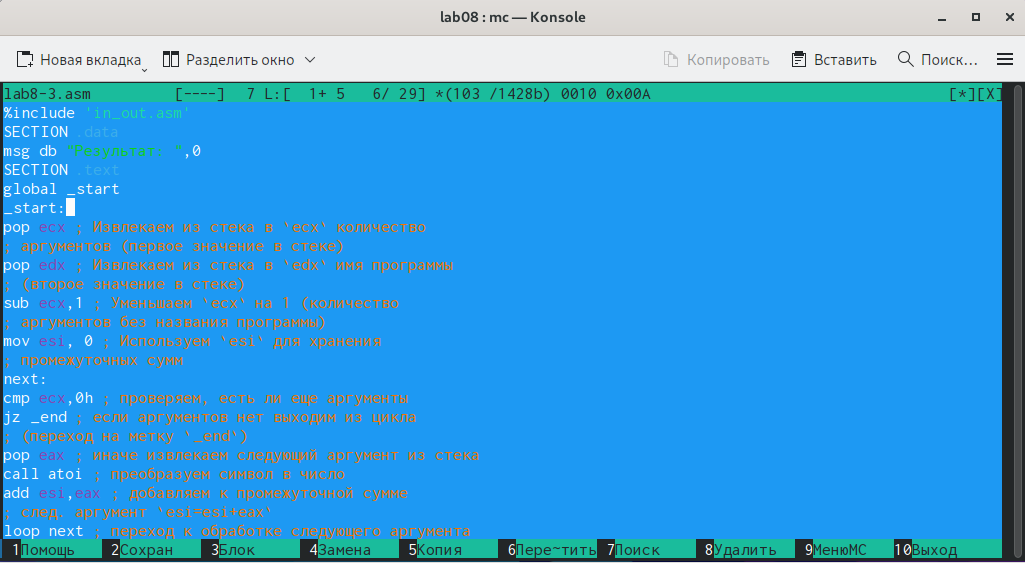 lab08 : mc — Konsole
Новая вкладка Разделить окно Копировать Вставить Поиск...
lab8-3.asm [----] 7 L:[ 1+ 5 6/ 29] *(103 /1428b) 0010 0x00A [*][X]
%include 'in_out.asm'
SECTION .data
msg db "Результат: ",0
SECTION .text
global _start
_start:
pop ecx ; Извлекаем из стека в `ecx` количество
; аргументов (первое значение в стеке)
pop edx ; Извлекаем из стека в `edx` имя программы
; (второе значение в стеке)
sub ecx,1 ; Уменьшаем `ecx` на 1 (количество
; аргументов без названия программы)
mov esi, 0 ; Используем `esi` для хранения
; промежуточных сумм
next:
cmp ecx,0h ; проверяем, есть ли еще аргументы
jz _end ; если аргументов нет выходим из цикла
; (переход на метку `_end`)
pop eax ; иначе извлекаем следующий аргумент из стека
call atoi ; преобразуем символ в число
add esi,eax ; добавляем к промежуточной сумме
; след. аргумент `esi=esi+eax`
loop next ; переход к обработке следующего аргумента
1Помощь 2Сохран 3Блок 4Замена 5Копия 6Пере~тить 7Поиск 8Удалить 9МенюMC 10Выход